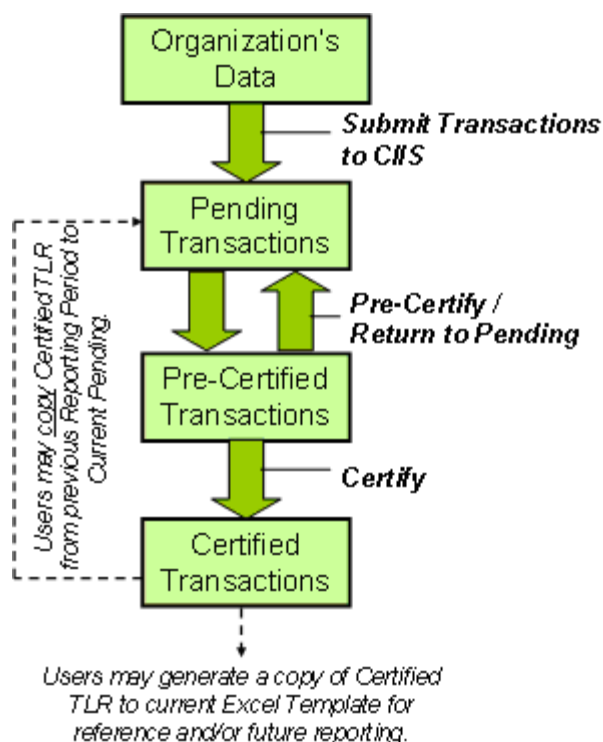 Organization's
Data
Submit Transactions
to CIIS
Pending
Transactions
Pre-Certify /
Return to Pending
Users may copy Certified TLR
from previous Reporting Period to
Current Pending.
Pre-Certified
Transactions
Certify
Certified
Transactions
Users may generate a copy of Certified
TLR to current Excel Template for
reference and/or future reporting.